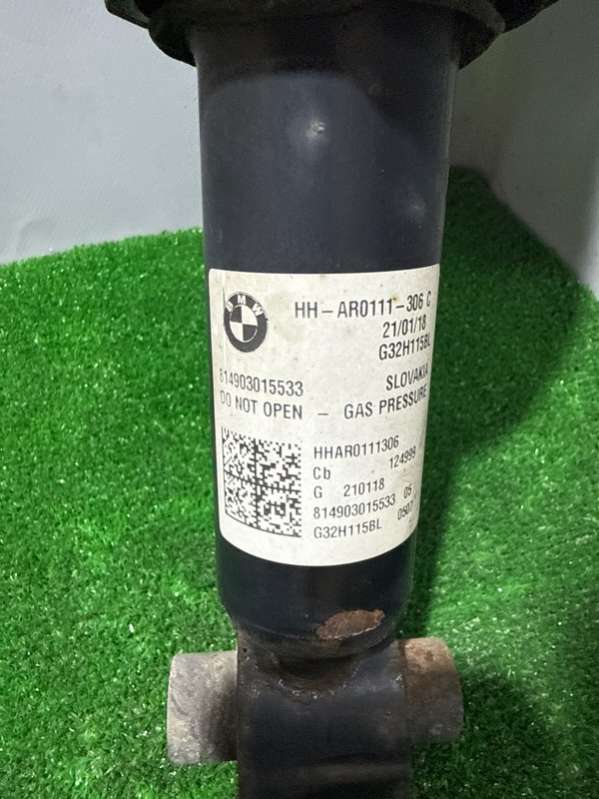 BMW
HH-AR0111-306 C
21/01/18
G32H115BL
814903015533
SLOVAKIA
DO NOT OPEN - GAS PRESSURE
HHAR0111306
Cb 124999
G 210118
814903015533 05
G32H115BL